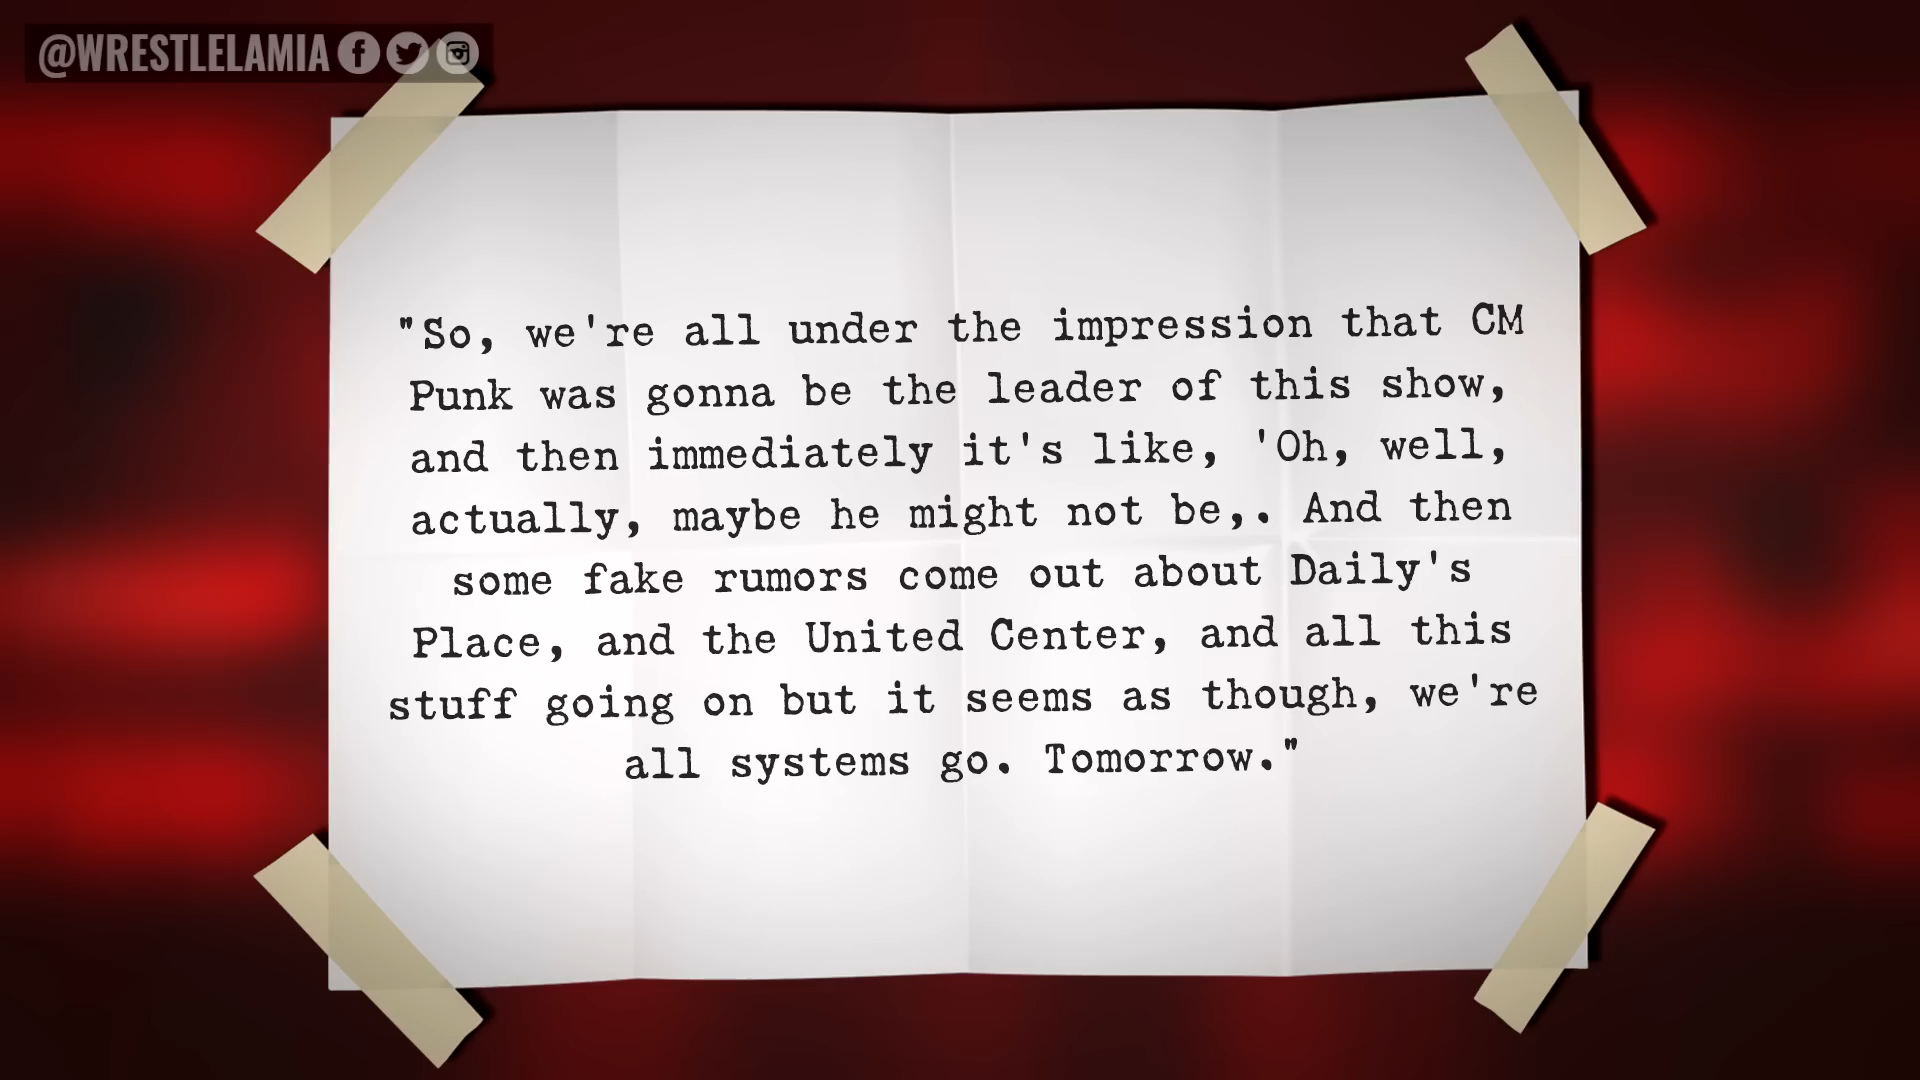 @WRESTLELAMIA
"So, we're all under the impression that CM
Punk was gonna be the leader of this show,
and then immediately it's like, 'Oh, well,
actually, maybe he might not be,. And then
some fake rumors come out about Daily's
Place, and the United Center, and all this
stuff going on but it seems as though, we're
all systems go. Tomorrow."